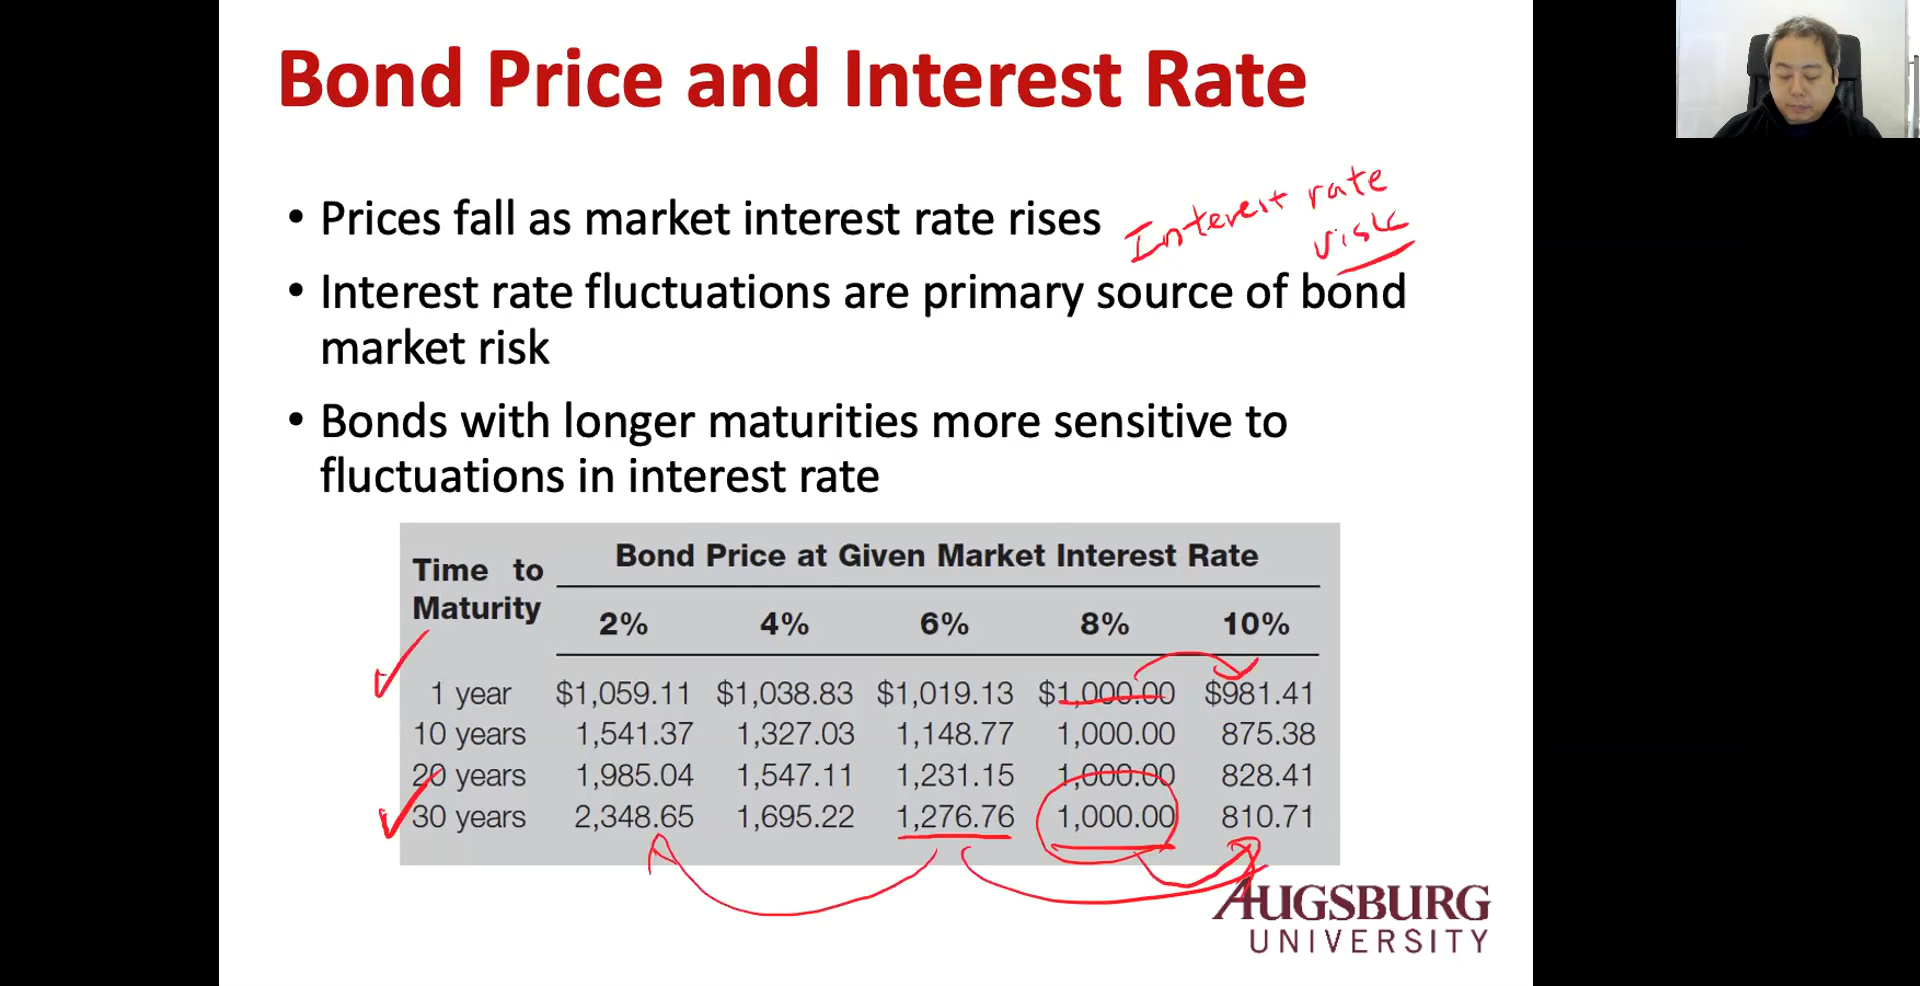 Bond Price and Interest Rate
• Prices fall as market interest rate rises
Interest rate
risk
• Interest rate fluctuations are primary source of bond
market risk
• Bonds with longer maturities more sensitive to
fluctuations in interest rate
Time to
Maturity
Bond Price at Given Market Interest Rate
2% 4% 6% 8% 10%
1 year $1,059.11 $1,038.83 $1,019.13 $1,000.00 $981.41
10 years 1,541.37 1,327.03 1,148.77 1,000.00 875.38
20 years 1,985.04 1,547.11 1,231.15 1,000.00 828.41
30 years 2,348.65 1,695.22 1,276.76 1,000.00 810.71
AUGSBURG
UNIVERSITY